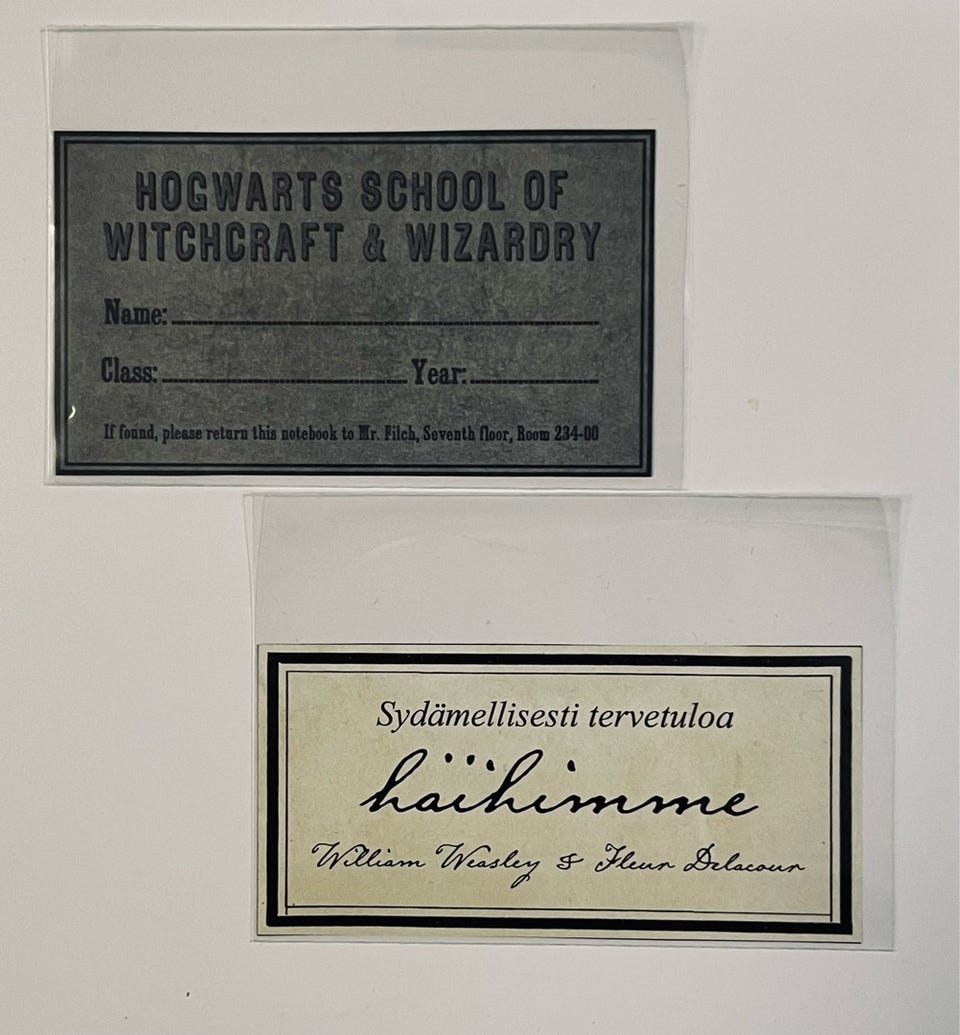 HOGWARTS SCHOOL OF
WITCHCRAFT & WIZARDRY
Name:
Class: Year:
If found, please return this notebook to Mr. Filch, Seventh floor, Room 234-00
Sydämellisesti tervetuloa
häihimme
William Weasley & Fleur Delacour